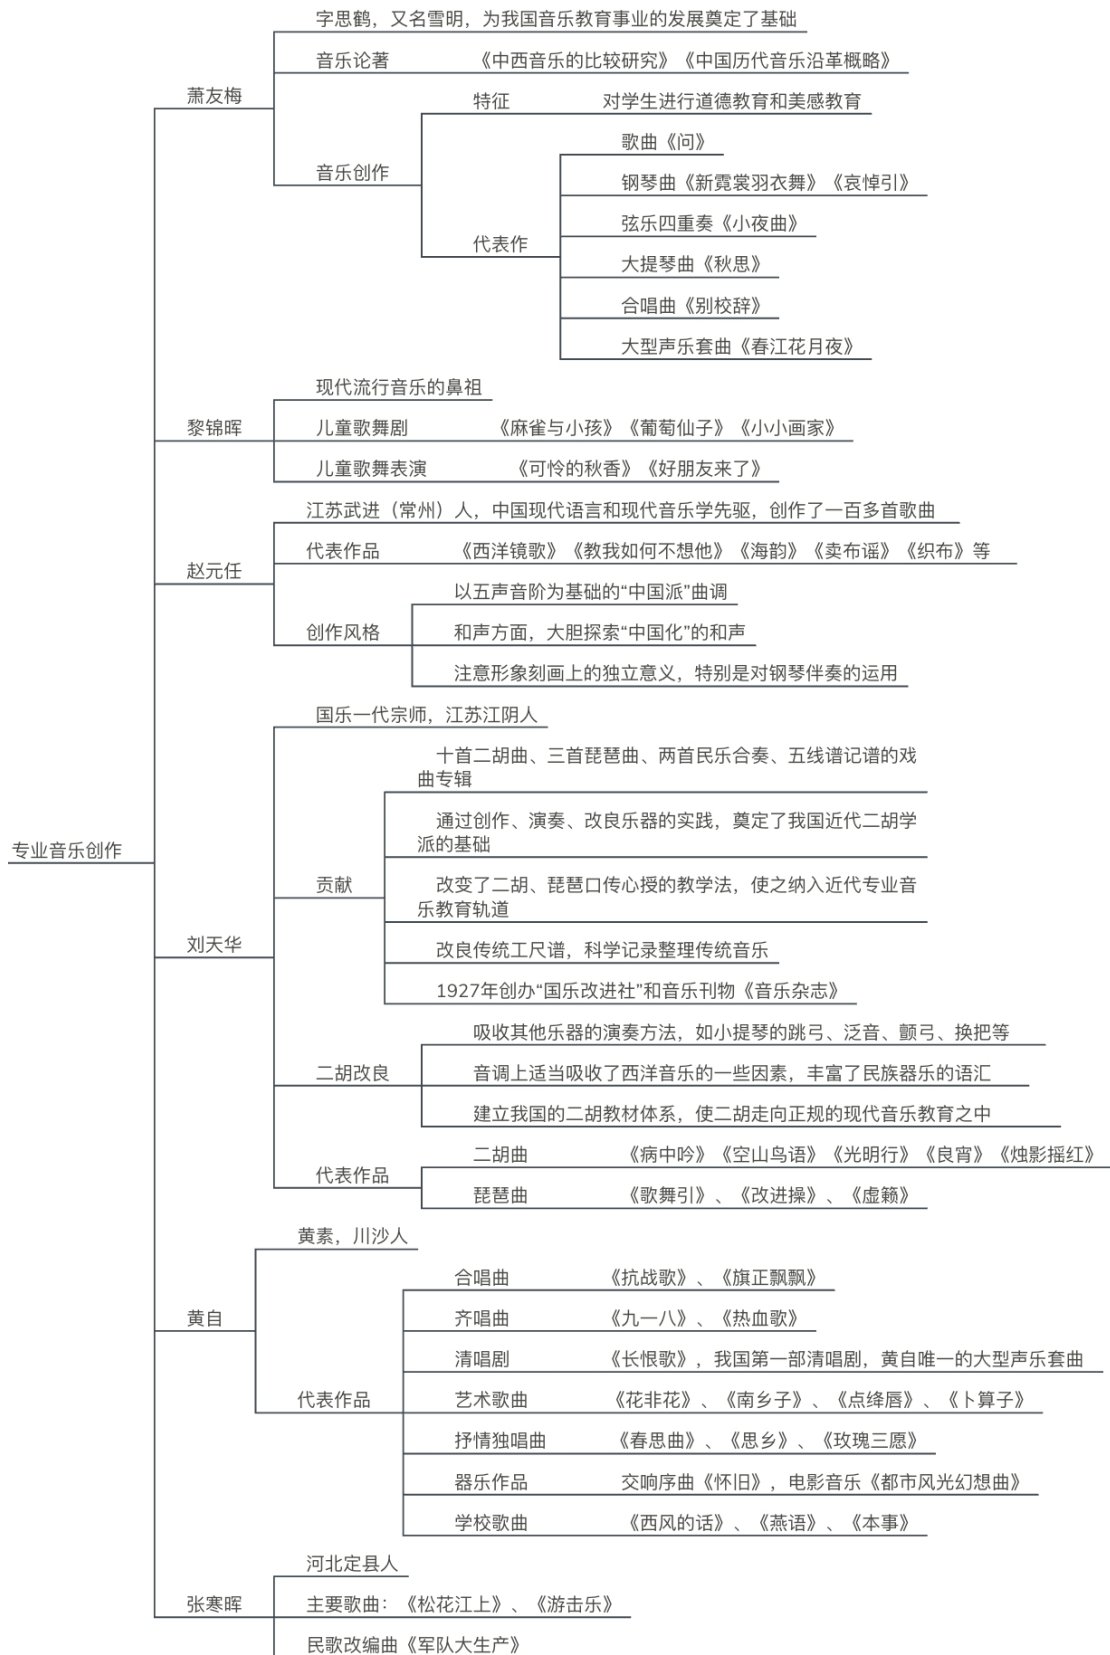 字思鹤，又名雪明，为我国音乐教育事业的发展奠定了基础
音乐论著 《中西音乐的比较研究》《中国历代音乐沿革概略》
萧友梅
特征 对学生进行道德教育和美感教育
歌曲《问》
音乐创作
钢琴曲《新霓裳羽衣舞》《哀悼引》
弦乐四重奏《小夜曲》
代表作
大提琴曲《秋思》
合唱曲《别校辞》
大型声乐套曲《春江花月夜》
现代流行音乐的鼻祖
黎锦晖 儿童歌舞剧 《麻雀与小孩》《葡萄仙子》《小小画家》
儿童歌舞表演 《可怜的秋香》《好朋友来了》
江苏武进（常州）人，中国现代语言和现代音乐学先驱，创作了一百多首歌曲
代表作品 《西洋镜歌》《教我如何不想他》《海韵》《卖布谣》《织布》等
赵元任
以五声音阶为基础的“中国派”曲调
创作风格 和声方面，大胆探索“中国化”的和声
注意形象刻画上的独立意义，特别是对钢琴伴奏的运用
国乐一代宗师，江苏江阴人
十首二胡曲、三首琵琶曲、两首民乐合奏、五线谱记谱的戏
曲专辑
通过创作、演奏、改良乐器的实践，奠定了我国近代二胡学
派的基础
专业音乐创作
贡献
改变了二胡、琵琶口传心授的教学法，使之纳入近代专业音
乐教育轨道
刘天华
改良传统工尺谱，科学记录整理传统音乐
1927年创办“国乐改进社”和音乐刊物《音乐杂志》
吸收其他乐器的演奏方法，如小提琴的跳弓、泛音、颤弓、换把等
二胡改良 音调上适当吸收了西洋音乐的一些因素，丰富了民族器乐的语汇
建立我国的二胡教材体系，使二胡走向正规的现代音乐教育之中
二胡曲 《病中吟》《空山鸟语》《光明行》《良宵》《烛影摇红》
代表作品
琵琶曲 《歌舞引》、《改进操》、《虚籁》
黄素，川沙人
合唱曲 《抗战歌》、《旗正飘飘》
黄自 齐唱曲 《九一八》、《热血歌》
清唱剧 《长恨歌》，我国第一部清唱剧，黄自唯一的大型声乐套曲
代表作品 艺术歌曲 《花非花》、《南乡子》、《点绛唇》、《卜算子》
抒情独唱曲 《春思曲》、《思乡》、《玫瑰三愿》
器乐作品 交响序曲《怀旧》，电影音乐《都市风光幻想曲》
学校歌曲 《西风的话》、《燕语》、《本事》
河北定县人
张寒晖 主要歌曲：《松花江上》、《游击乐》
民歌改编曲《军队大生产》